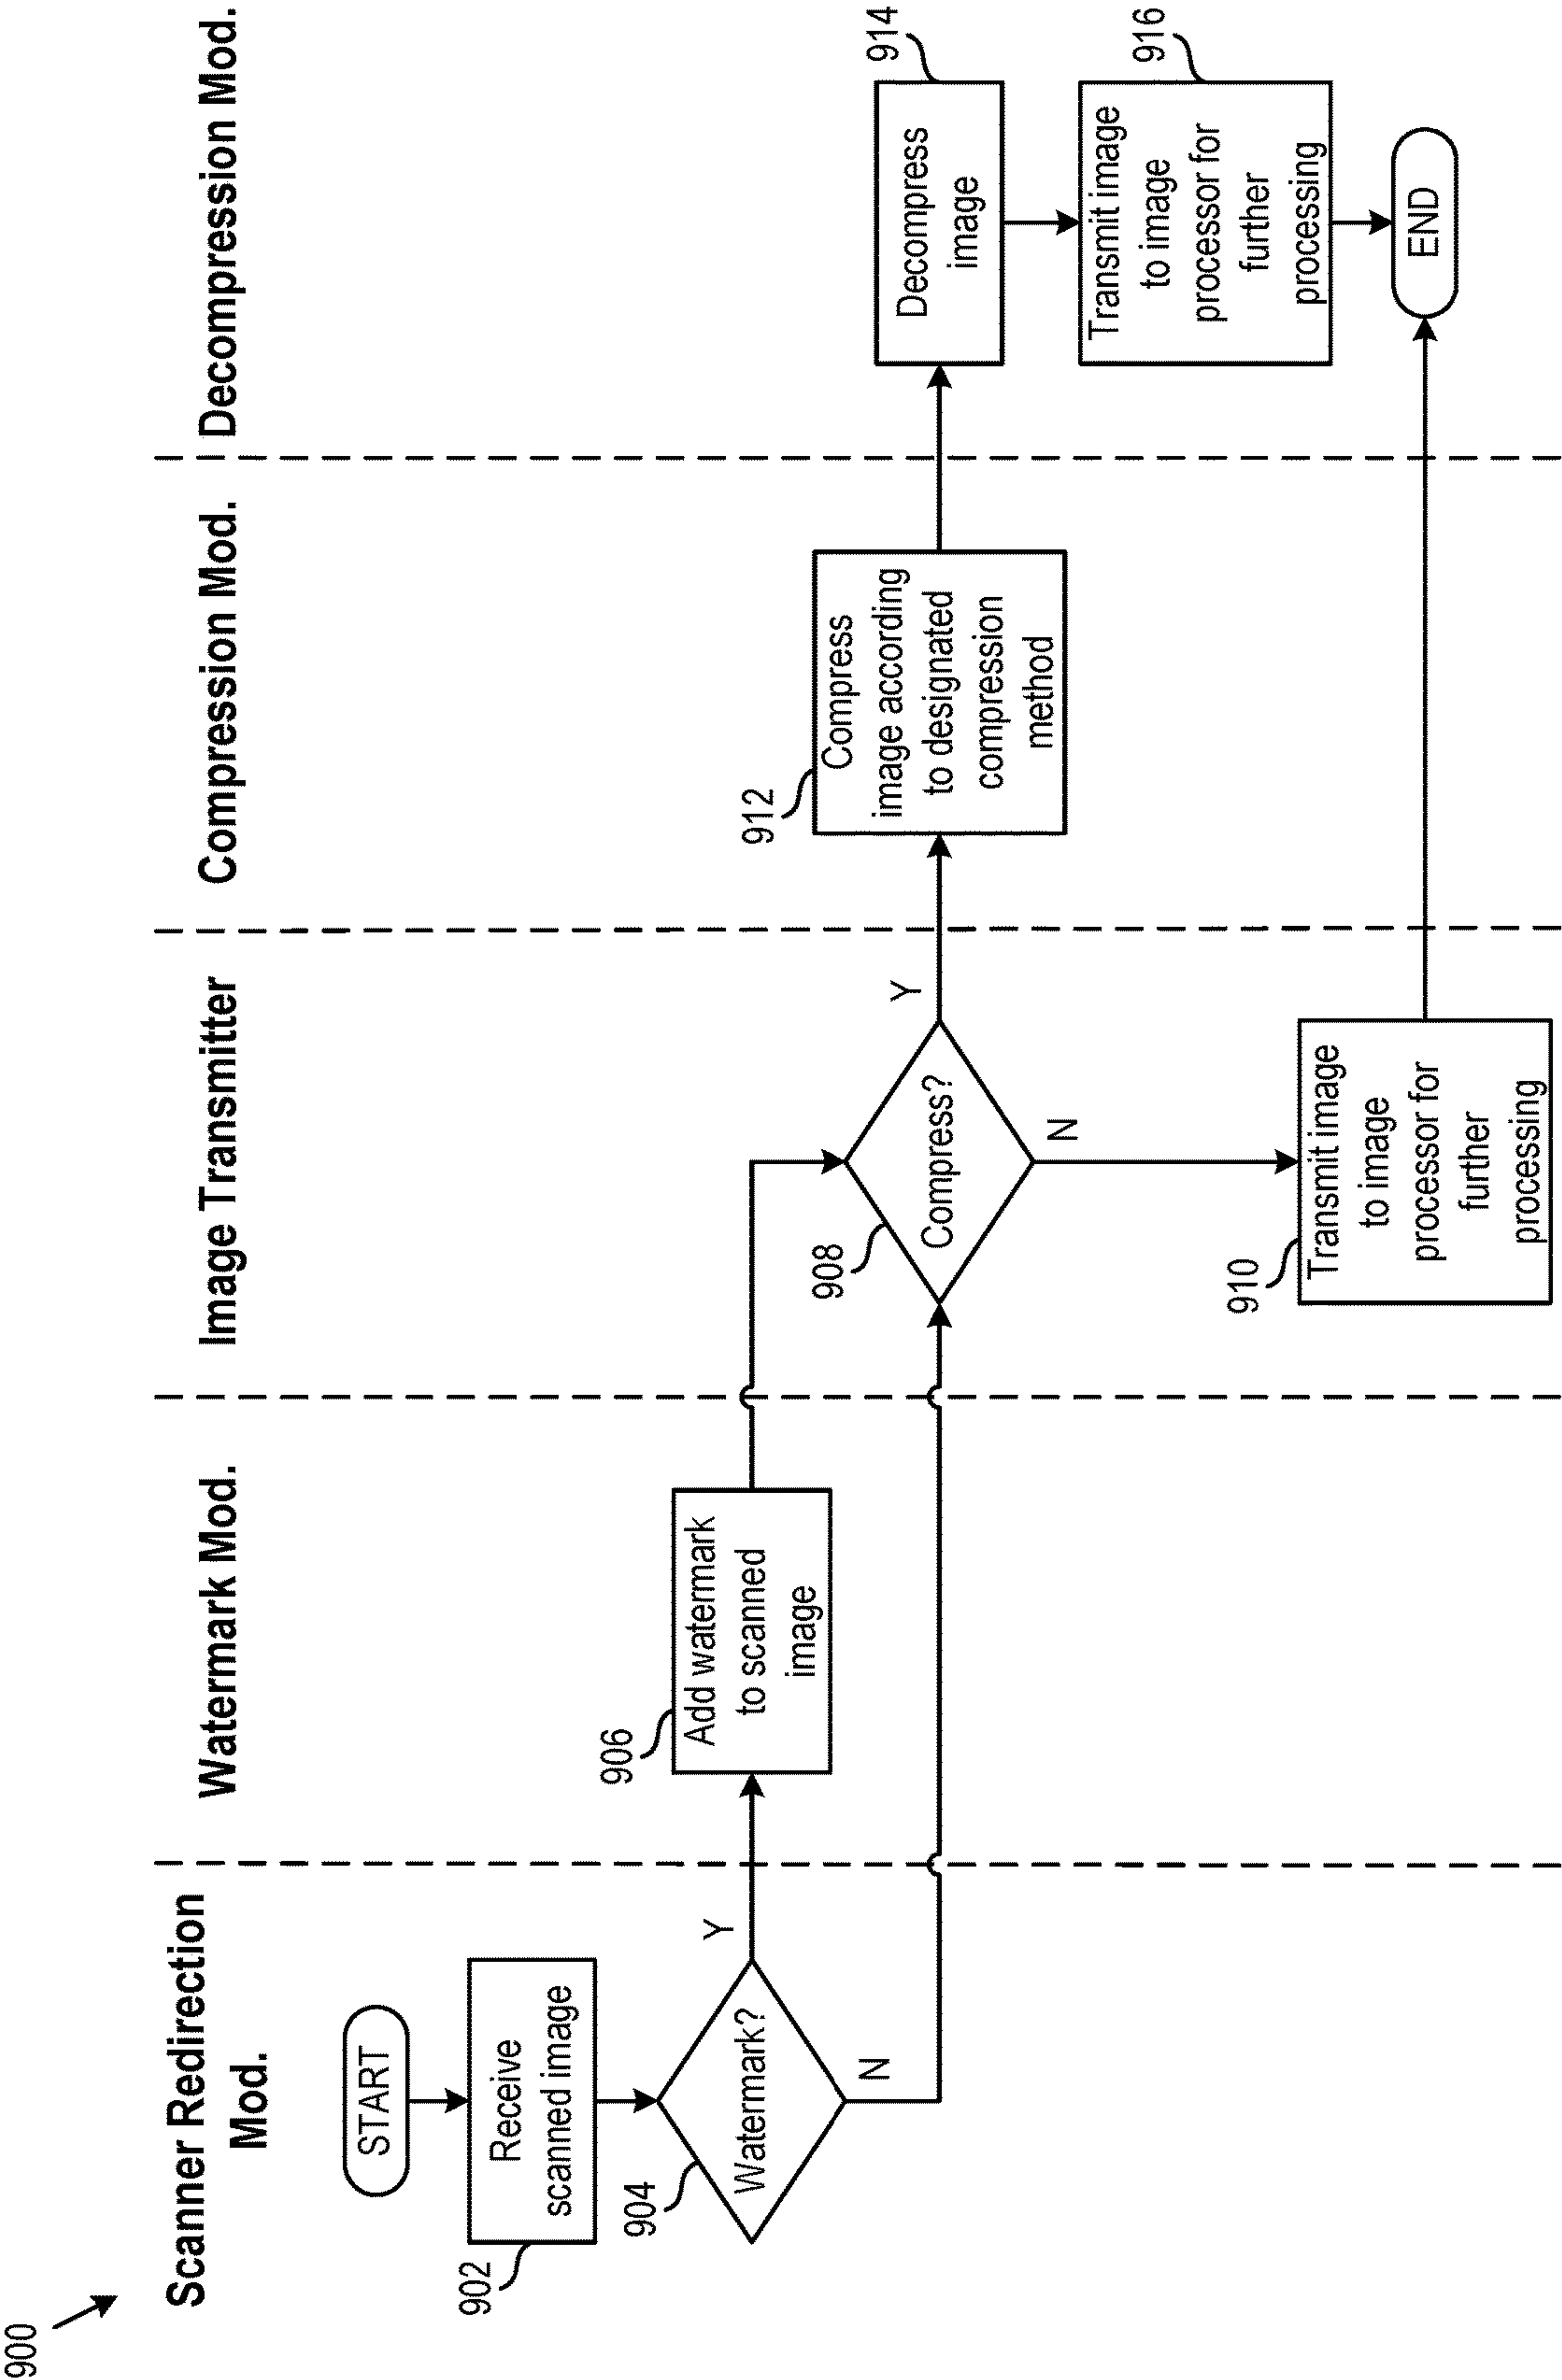 900
Scanner Redirection
Mod.
Watermark Mod.
Image Transmitter
Compression Mod.
Decompression Mod.
START
902
Receive
scanned image
904
Watermark?
Y
N
906
Add watermark
to scanned
image
908
Compress?
Y
N
910
Transmit image
to image
processor for
further
processing
912
Compress
image according
to designated
compression
method
914
Decompress
image
916
Transmit image
to image
processor for
further
processing
END